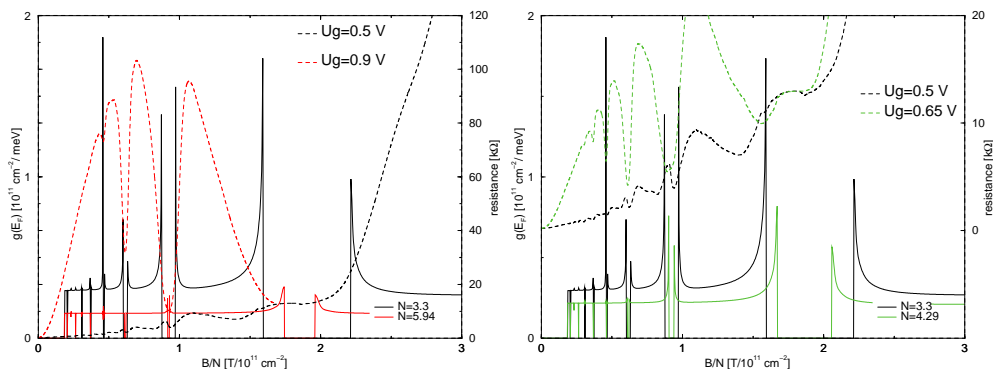 2
1
0
g(E_F) [10^11 cm^-2/ meV]
Ug=0.5 V
Ug=0.9 V
120
100
80
60
40
20
0
resistance [kΩ]
N=3.3
N=5.94
0 1 2 3
B/N [T/10^11 cm^-2]
2
1
0
g(E_F) [10^11 cm^-2/ meV]
Ug=0.5 V
Ug=0.65 V
20
10
0
resistance [kΩ]
N=3.3
N=4.29
0 1 2 3
B/N [T/10^11 cm^-2]